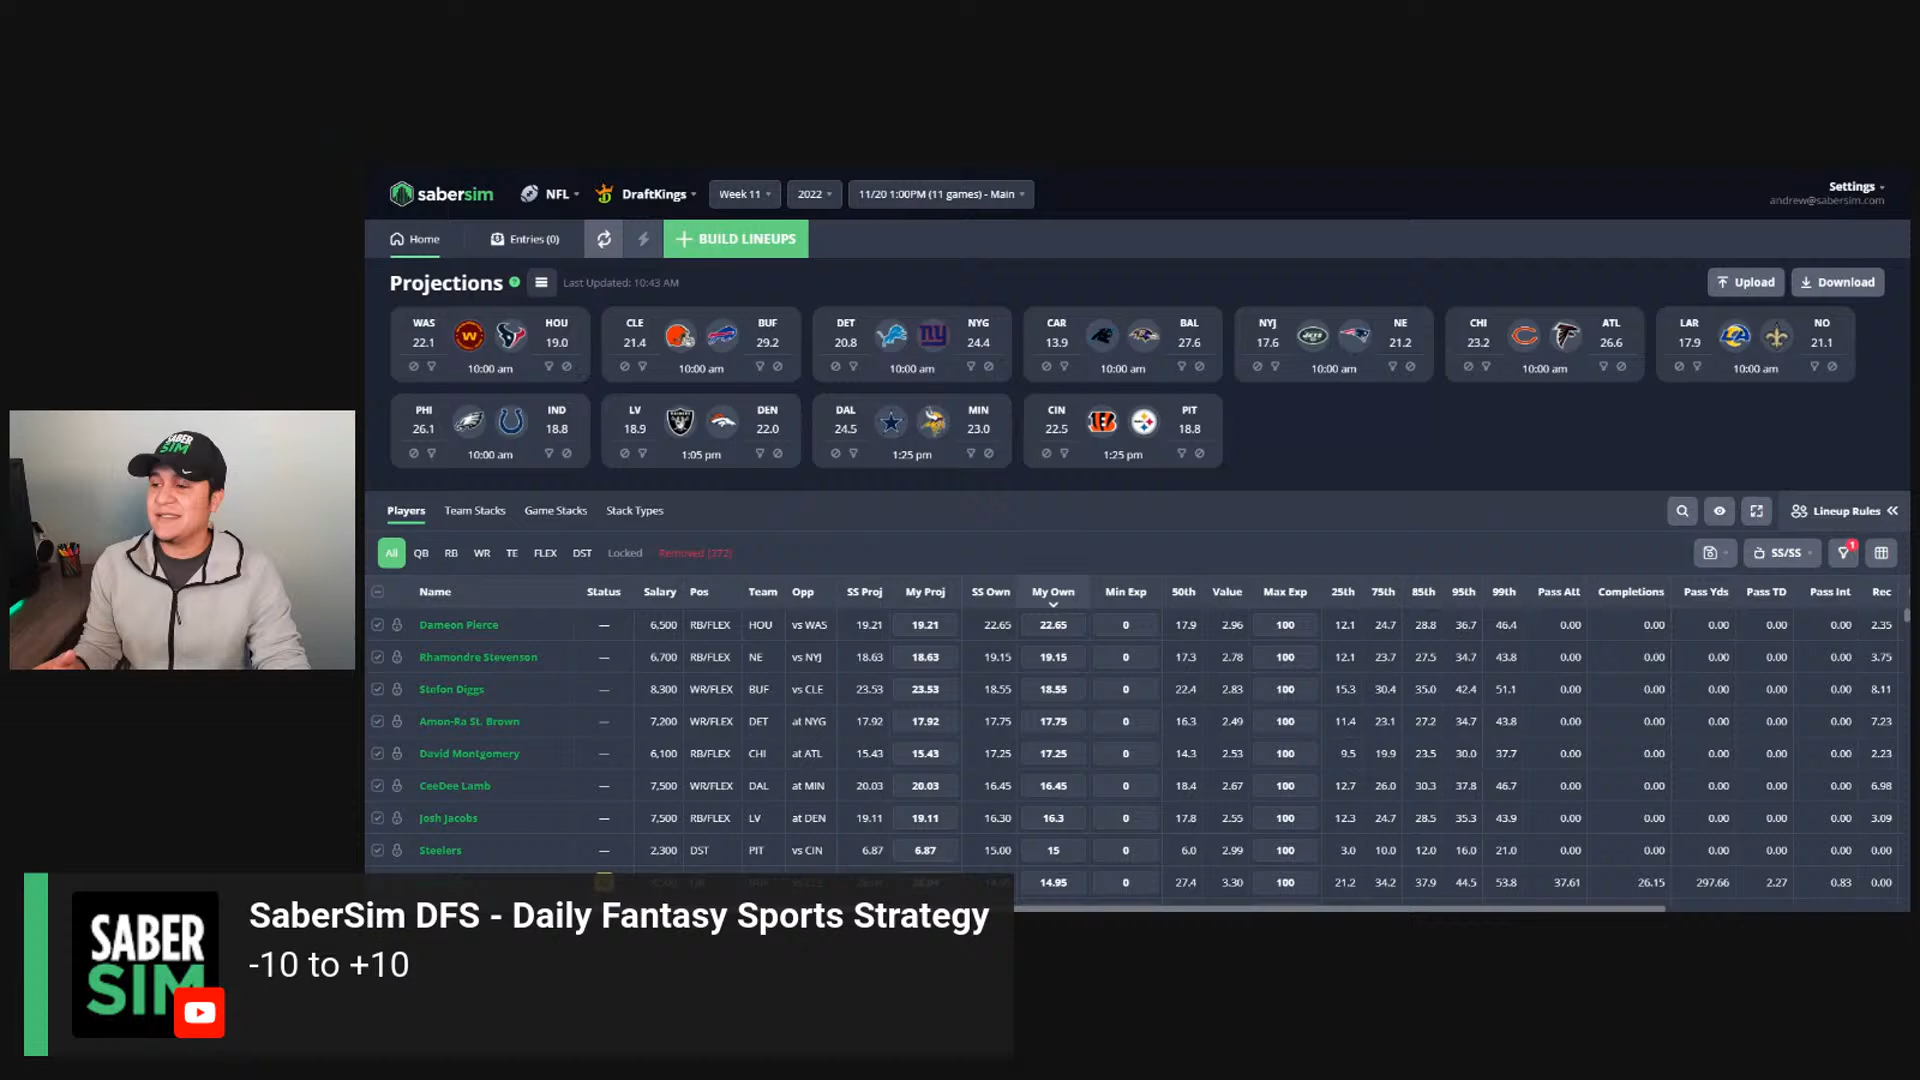 sabersim NFL DraftKings Week 11 2022 11/20 1:00PM (11 games) - Main Settings
andrew@sabersim.com
Home Entries (0) BUILD LINEUPS
Projections Last Updated: 10:43 AM Upload Download
WAS HOU CLE BUF DET NYG CAR BAL NYJ NE CHI ATL LAR NO
22.1 19.0 21.4 29.2 20.8 24.4 13.9 27.6 17.6 21.2 23.2 26.6 17.9 21.1
10:00 am 10:00 am 10:00 am 10:00 am 10:00 am 10:00 am 10:00 am
PHI IND LV DEN DAL MIN CIN PIT
26.1 18.8 18.9 22.0 24.5 23.0 22.5 18.8
10:00 am 1:05 pm 1:25 pm 1:25 pm
Players Team Stacks Game Stacks Stack Types Lineup Rules
All QB RB WR TE FLEX DST Locked Removed (272) SS/SS 1
Name Status Salary Pos Team Opp SS Proj My Proj SS Own My Own Min Exp 50th Value Max Exp 25th 75th 85th 95th 99th Pass Att Completions Pass Yds Pass TD Pass Int Rec
Dameon Pierce — 6,500 RB/FLEX HOU vs WAS 19.21 19.21 22.65 22.65 0 17.9 2.96 100 12.1 24.7 28.8 36.7 46.4 0.00 0.00 0.00 0.00 0.00 2.35
Rhamondre Stevenson — 6,700 RB/FLEX NE vs NYJ 18.63 18.63 19.15 19.15 0 17.3 2.78 100 12.1 23.7 27.5 34.7 43.8 0.00 0.00 0.00 0.00 0.00 3.75
Stefon Diggs — 8,300 WR/FLEX BUF vs CLE 23.53 23.53 18.55 18.55 0 22.4 2.83 100 15.3 30.4 35.0 42.4 51.1 0.00 0.00 0.00 0.00 0.00 8.11
Amon-Ra St. Brown — 7,200 WR/FLEX DET at NYG 17.92 17.92 17.75 17.75 0 16.3 2.49 100 11.4 23.1 27.2 34.7 43.8 0.00 0.00 0.00 0.00 0.00 7.23
David Montgomery — 6,100 RB/FLEX CHI at ATL 15.43 15.43 17.25 17.25 0 14.3 2.53 100 9.5 19.9 23.5 30.0 37.7 0.00 0.00 0.00 0.00 0.00 2.23
CeeDee Lamb — 7,500 WR/FLEX DAL at MIN 20.03 20.03 16.45 16.45 0 18.4 2.67 100 12.7 26.0 30.3 37.8 46.7 0.00 0.00 0.00 0.00 0.00 6.98
Josh Jacobs — 7,500 RB/FLEX LV at DEN 19.11 19.11 16.30 16.3 0 17.8 2.55 100 12.3 24.7 28.5 35.3 43.9 0.00 0.00 0.00 0.00 0.00 3.09
Steelers — 2,300 DST PIT vs CIN 6.87 6.87 15.00 15 0 6.0 2.99 100 3.0 10.0 12.0 16.0 21.0 0.00 0.00 0.00 0.00 0.00 0.00
14.95 0 27.4 3.30 100 21.2 34.2 37.9 44.5 53.8 37.61 26.15 297.66 2.27 0.83 0.00
SABER
SIM
SABER
SIM
SaberSim DFS - Daily Fantasy Sports Strategy
-10 to +10